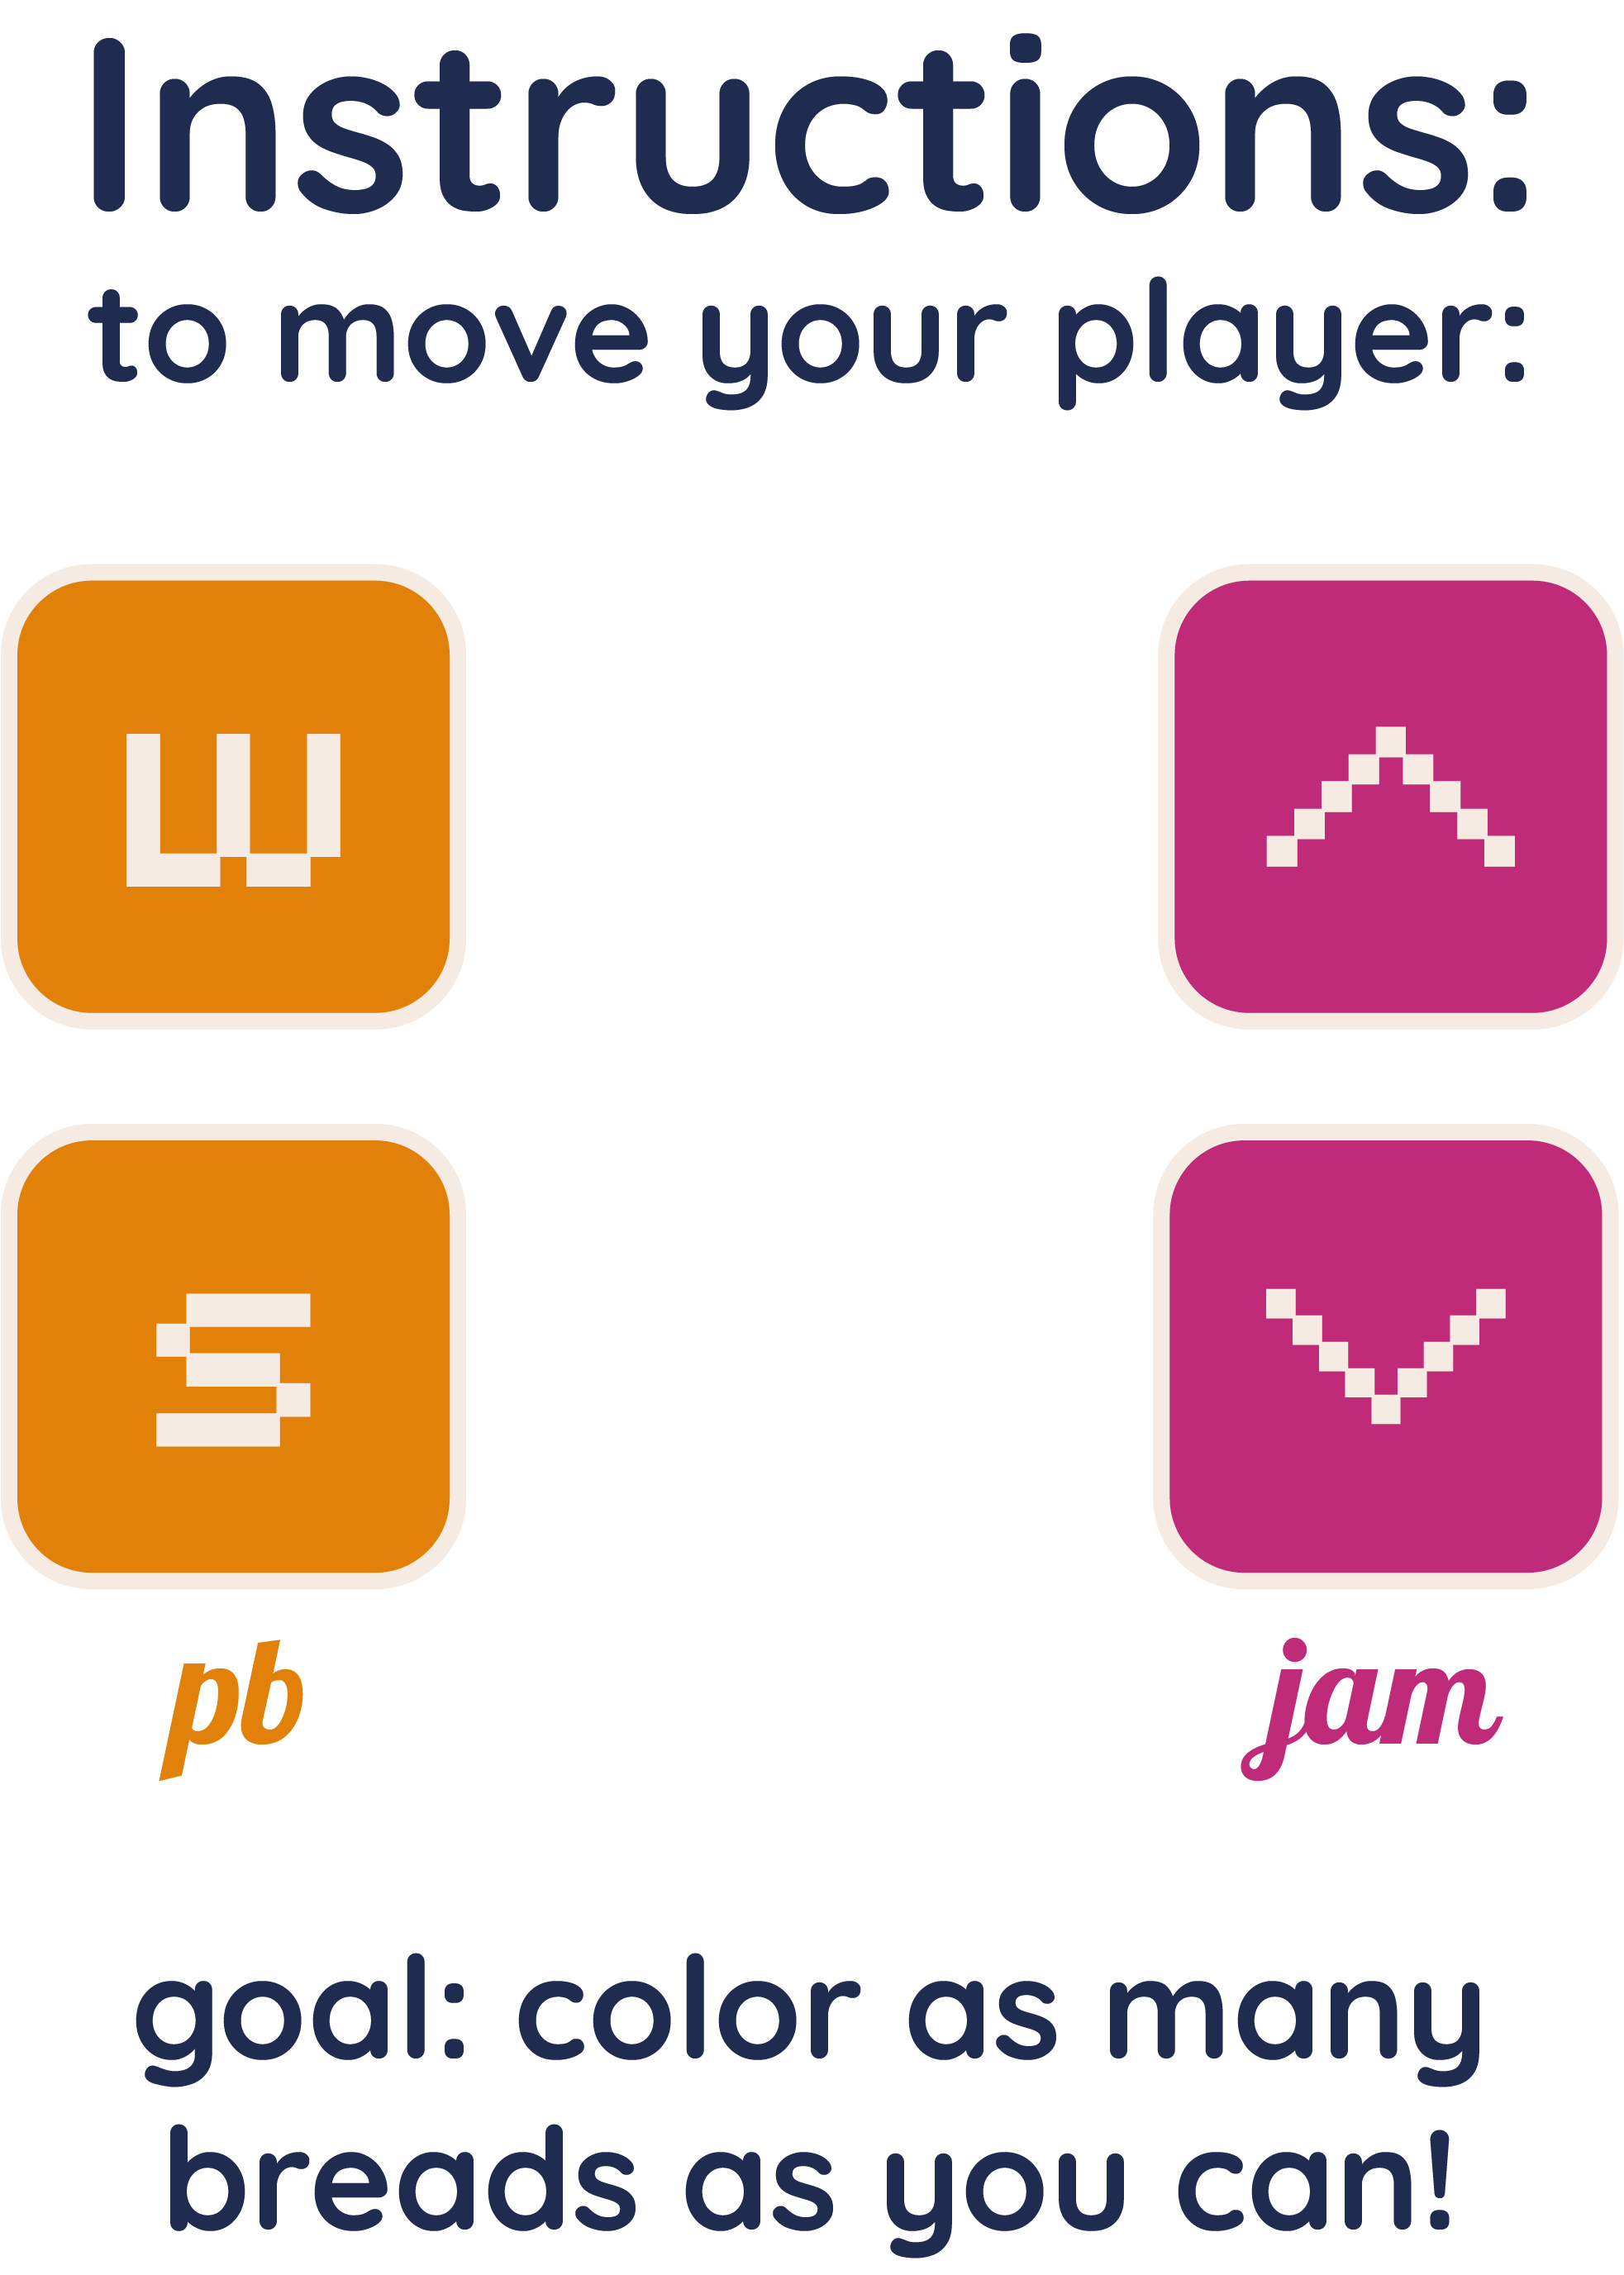 Instructions:
to move your player:
W
S
pb
jam
goal: color as many
breads as you can!